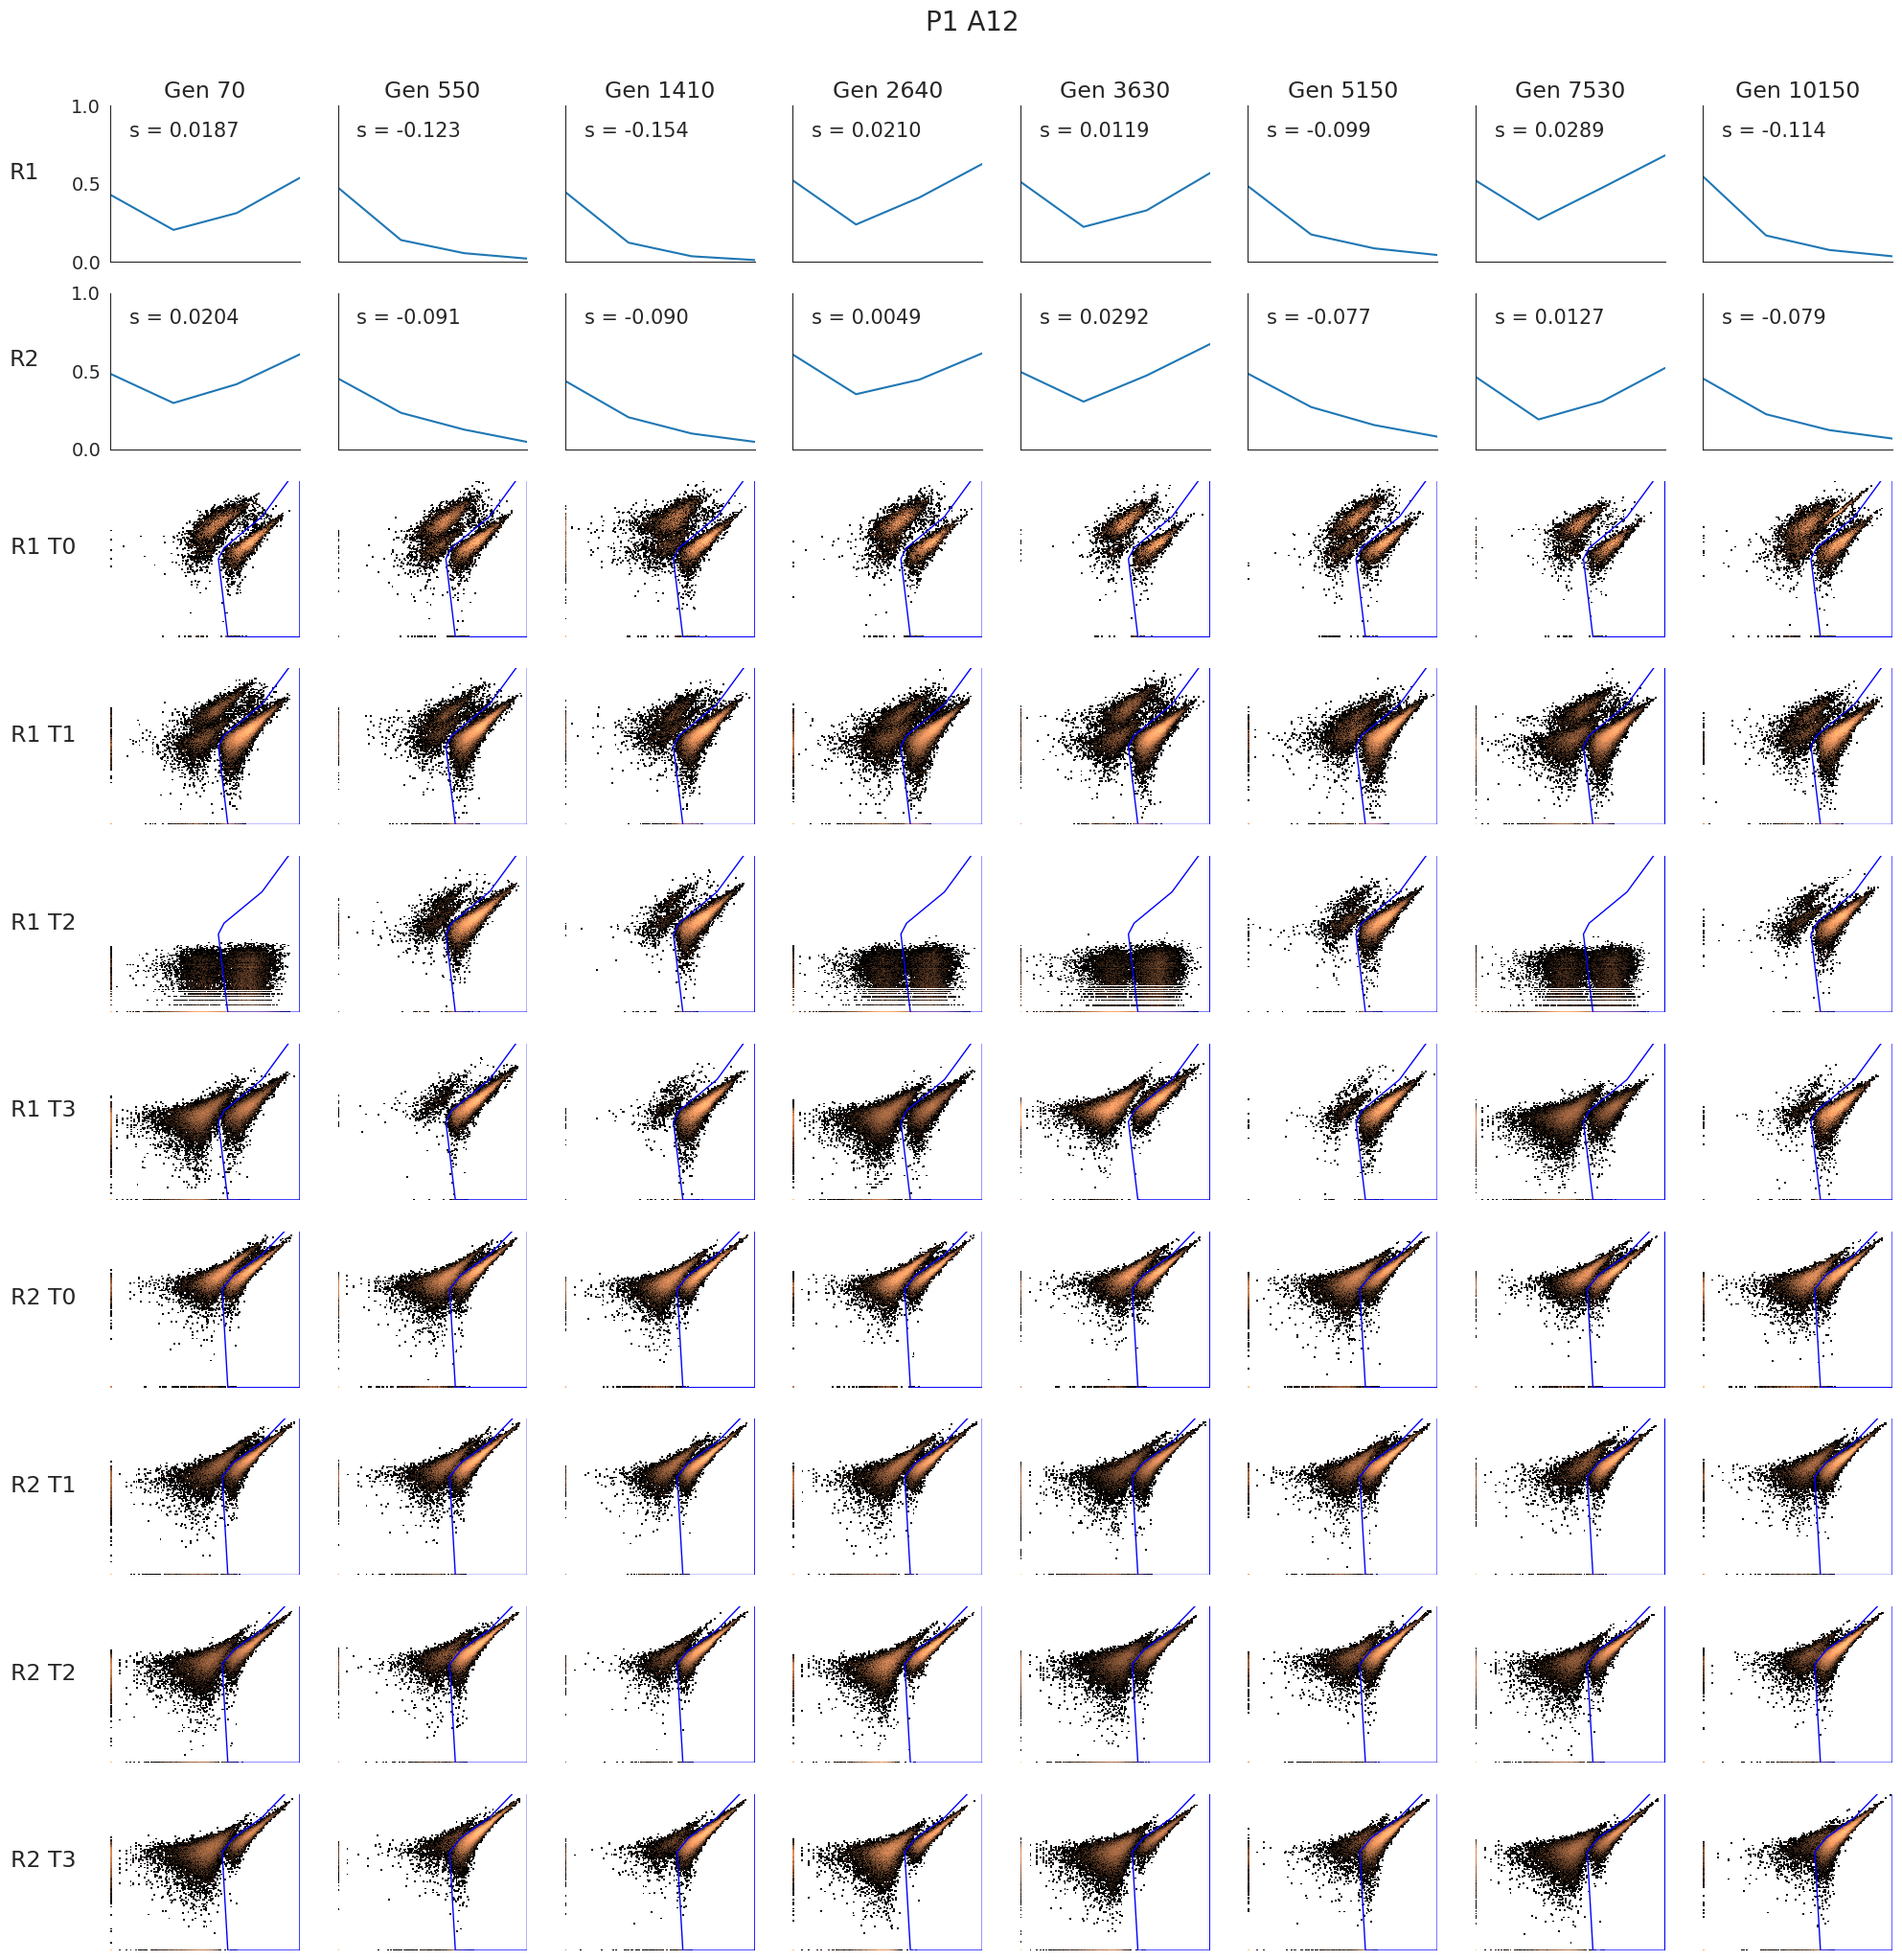 P1 A12
Gen 70 Gen 550 Gen 1410 Gen 2640 Gen 3630 Gen 5150 Gen 7530 Gen 10150
1.0
s = 0.0187 s = -0.123 s = -0.154 s = 0.0210 s = 0.0119 s = -0.099 s = 0.0289 s = -0.114
R1
0.5
0.0
1.0
s = 0.0204 s = -0.091 s = -0.090 s = 0.0049 s = 0.0292 s = -0.077 s = 0.0127 s = -0.079
R2
0.5
0.0
R1 T0
R1 T1
R1 T2
R1 T3
R2 T0
R2 T1
R2 T2
R2 T3